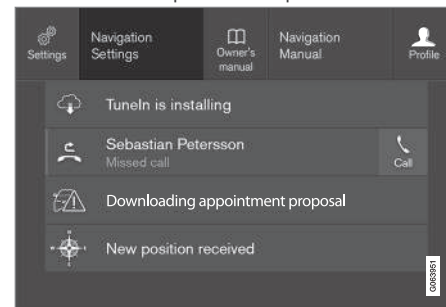 Settings
Navigation
Settings
Owner's
manual
Navigation
Manual
Profile
TuneIn is installing
Sebastian Petersson
Missed call
Call
Downloading appointment proposal
New position received
G063951